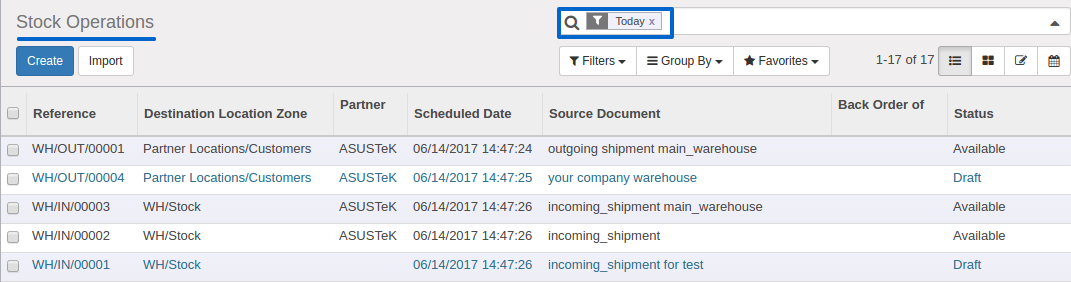 Stock Operations
Today x
Create Import
Filters Group By Favorites 1-17 of 17
Reference Destination Location Zone Partner Scheduled Date Source Document Back Order of Status
WH/OUT/00001 Partner Locations/Customers ASUSTeK 06/14/2017 14:47:24 outgoing shipment main_warehouse Available
WH/OUT/00004 Partner Locations/Customers ASUSTeK 06/14/2017 14:47:25 your company warehouse Draft
WH/IN/00003 WH/Stock ASUSTeK 06/14/2017 14:47:26 incoming_shipment main_warehouse Available
WH/IN/00002 WH/Stock ASUSTeK 06/14/2017 14:47:26 incoming_shipment Available
WH/IN/00001 WH/Stock 06/14/2017 14:47:26 incoming_shipment for test Draft